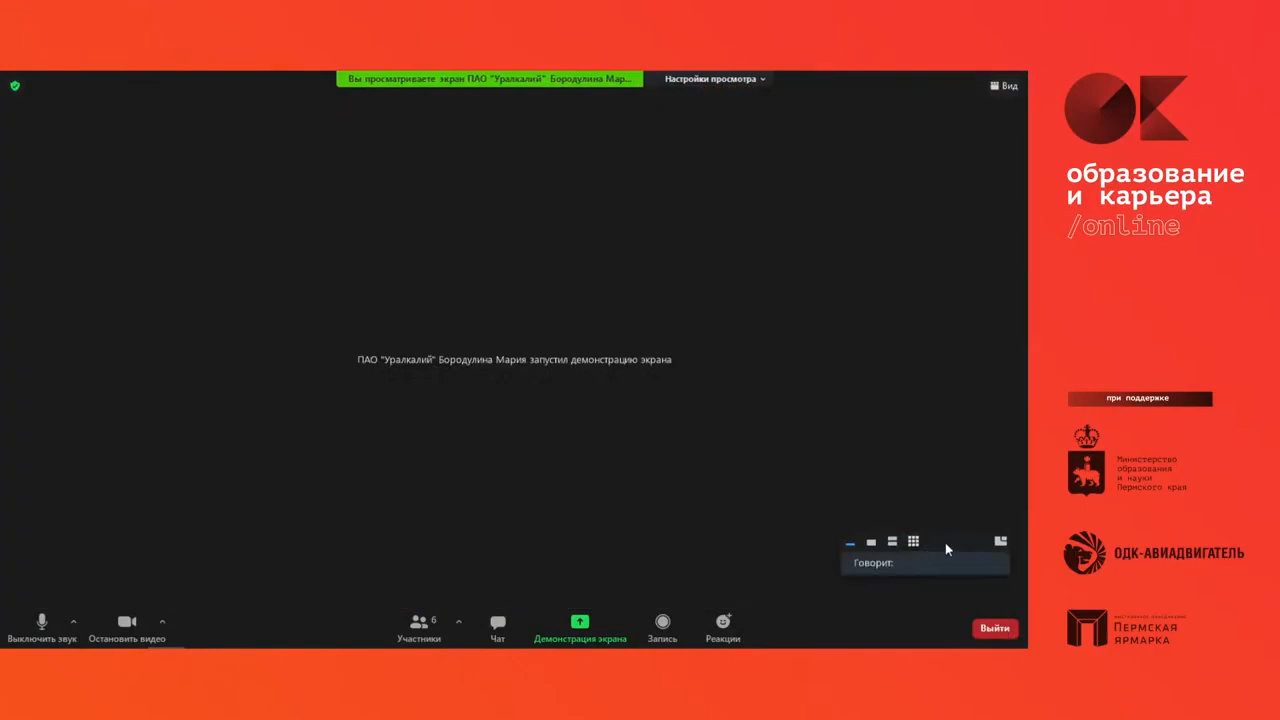 Вы просматриваете экран ПАО "Уралкалий" Бородулина Мар...
Настройки просмотра
Вид
ПАО "Уралкалий" Бородулина Мария запустил демонстрацию экрана
Говорит:
Выключить звук
Остановить видео
6
Участники
Чат
Демонстрация экрана
Запись
Реакции
Выйти
ОК
образование
и карьера
/online
при поддержке
Министерство
образования
и науки
Пермского края
ОДК-АВИАДВИГАТЕЛЬ
ПЕРМСКАЯ
ЯРМАРКА